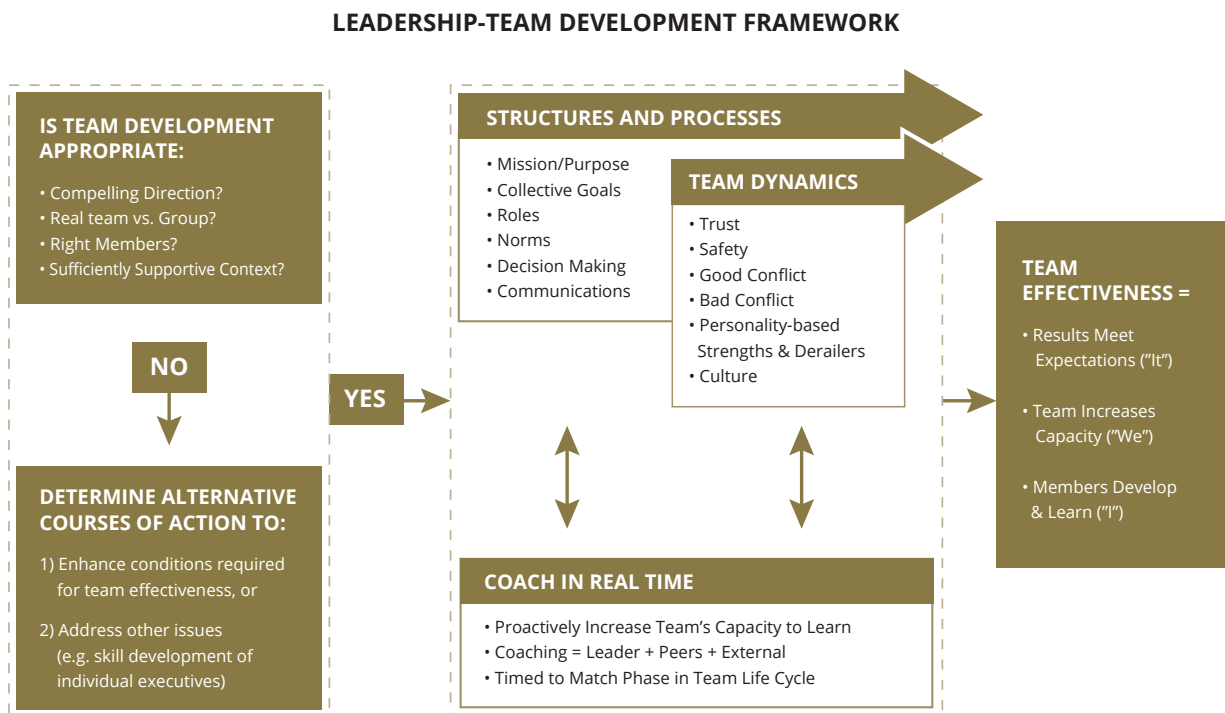 LEADERSHIP-TEAM DEVELOPMENT FRAMEWORK
IS TEAM DEVELOPMENT
APPROPRIATE:
• Compelling Direction?
• Real team vs. Group?
• Right Members?
• Sufficiently Supportive Context?
NO
DETERMINE ALTERNATIVE
COURSES OF ACTION TO:
1) Enhance conditions required
for team effectiveness, or
2) Address other issues
(e.g. skill development of
individual executives)
YES
STRUCTURES AND PROCESSES
• Mission/Purpose
• Collective Goals
• Roles
• Norms
• Decision Making
• Communications
TEAM DYNAMICS
• Trust
• Safety
• Good Conflict
• Bad Conflict
• Personality-based
Strengths & Derailers
• Culture
COACH IN REAL TIME
• Proactively Increase Team’s Capacity to Learn
• Coaching = Leader + Peers + External
• Timed to Match Phase in Team Life Cycle
TEAM
EFFECTIVENESS =
• Results Meet
Expectations (”It”)
• Team Increases
Capacity (”We”)
• Members Develop
& Learn (”I”)